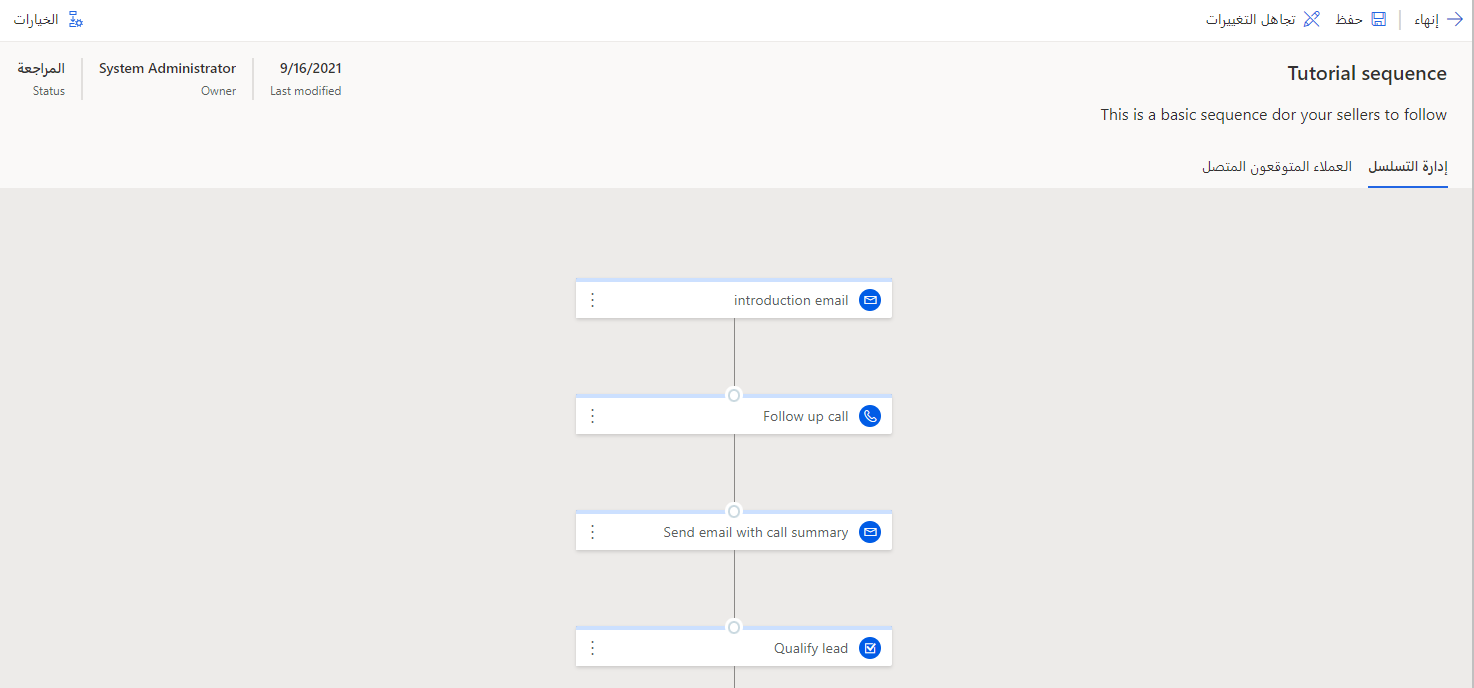 إنهاء
حفظ
تجاهل التغييرات
الخيارات
Tutorial sequence
This is a basic sequence dor your sellers to follow
9/16/2021
Last modified
System Administrator
Owner
المراجعة
Status
إدارة التسلسل
العملاء المتوقعون المتصل
introduction email
Follow up call
Send email with call summary
Qualify lead